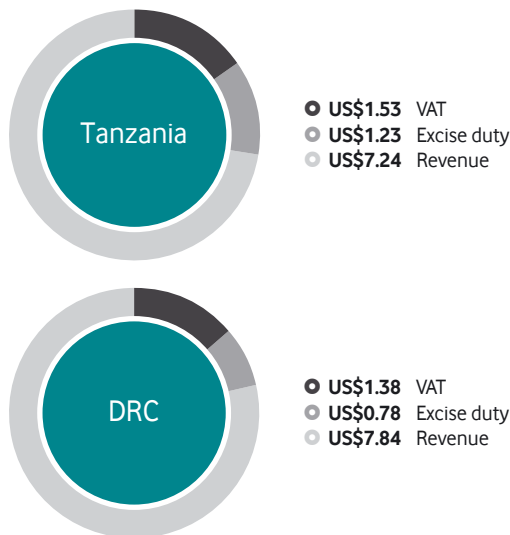 Tanzania
US$1.53 VAT
US$1.23 Excise duty
US$7.24 Revenue
DRC
US$1.38 VAT
US$0.78 Excise duty
US$7.84 Revenue